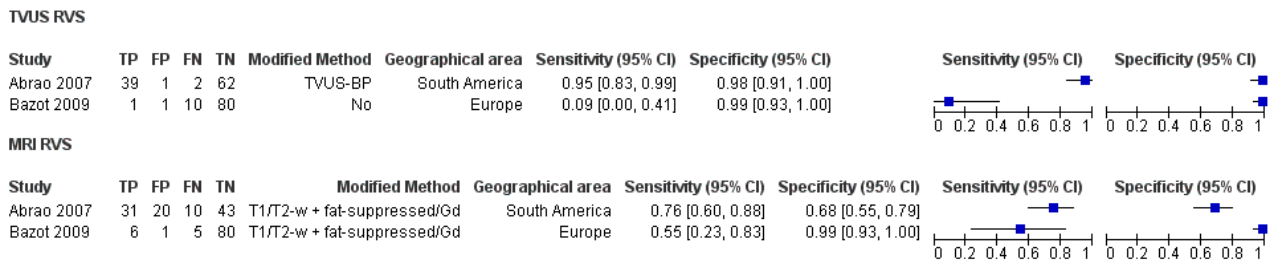 TVUS RVS
Study TP FP FN TN Modified Method Geographical area Sensitivity (95% CI) Specificity (95% CI) Sensitivity (95% CI) Specificity (95% CI)
Abrao 2007 39 1 2 62 TVUS-BP South America 0.95 [0.83, 0.99] 0.98 [0.91, 1.00]
Bazot 2009 1 1 10 80 No Europe 0.09 [0.00, 0.41] 0.99 [0.93, 1.00]
0 0.2 0.4 0.6 0.8 1 0 0.2 0.4 0.6 0.8 1
MRI RVS
Study TP FP FN TN Modified Method Geographical area Sensitivity (95% CI) Specificity (95% CI) Sensitivity (95% CI) Specificity (95% CI)
Abrao 2007 31 20 10 43 T1/T2-w + fat-suppressed/Gd South America 0.76 [0.60, 0.88] 0.68 [0.55, 0.79]
Bazot 2009 6 1 5 80 T1/T2-w + fat-suppressed/Gd Europe 0.55 [0.23, 0.83] 0.99 [0.93, 1.00]
0 0.2 0.4 0.6 0.8 1 0 0.2 0.4 0.6 0.8 1